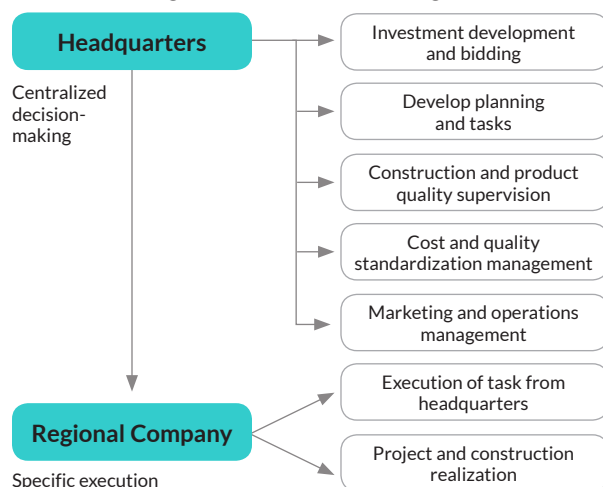 Headquarters
Centralized
decision-
making
Investment development
and bidding
Develop planning
and tasks
Construction and product
quality supervision
Cost and quality
standardization management
Marketing and operations
management
Regional Company
Specific execution
Execution of task from
headquarters
Project and construction
realization